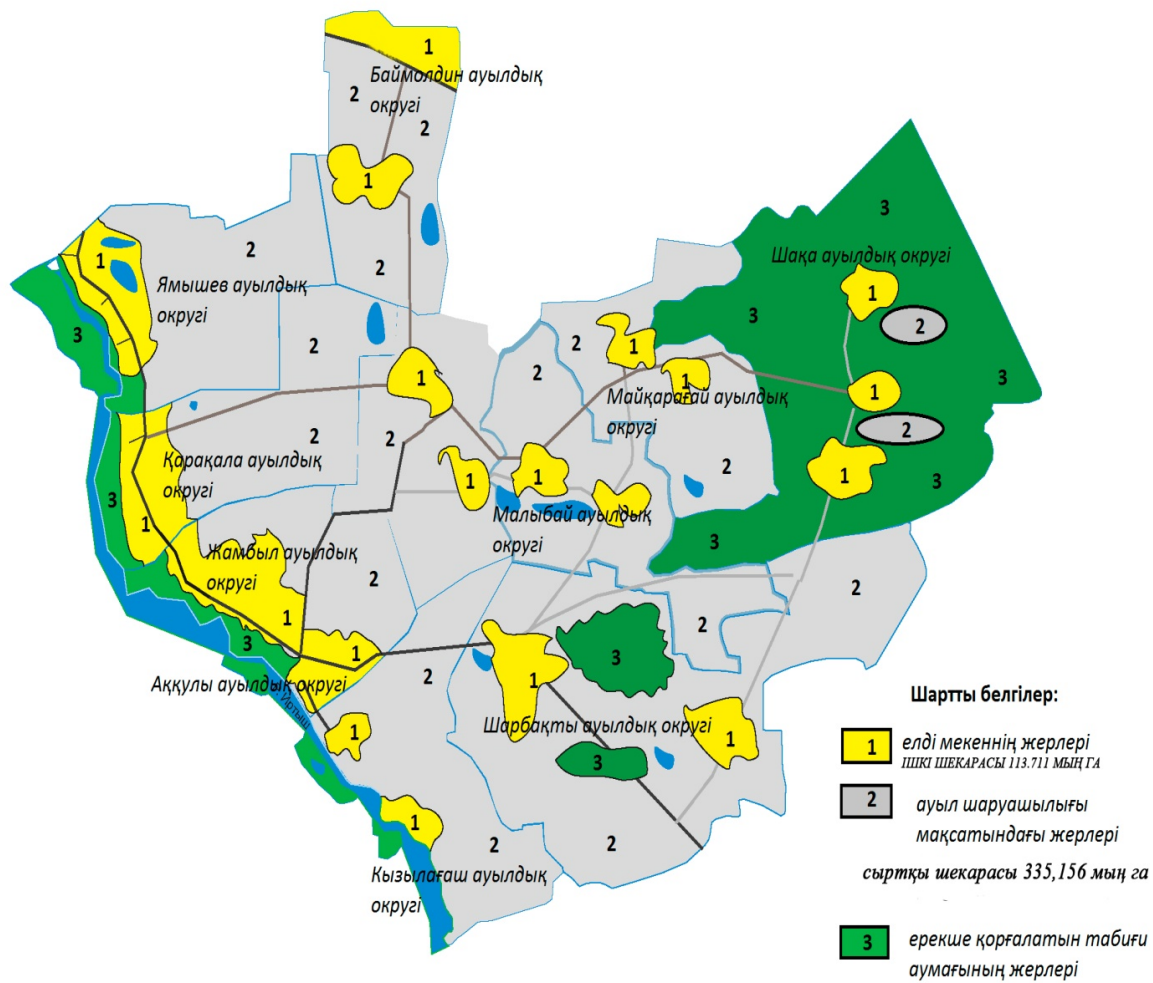 1
Баймолдин ауылдық
2
округі
2
1
3
2
2
Шақа ауылдық округі
1
Ямышев ауылдық
округі
2
1
3
3
2
2
2
2
1
1
1
1
3
Майқарағай ауылдық
округі
2
2
2
Қарақала ауылдық
округі
1
1
1
1
2
3
3
1
Малыбай ауылдық
округі
3
Жамбыл ауылдық
округі
2
2
1
2
3
1
3
2
1
Аққулы ауылдық округі
Йртыш
Шарбақты ауылдық округі
1
1
3
2
2
1
Кызылағаш ауылдық
округі
Шартты белгілер:
1 елді мекеннің жерлері
ІШКІ ШЕКАРАСЫ 113.711 МЫҢ ГА
2 ауыл шаруашылығы
мақсатындағы жерлері
сыртқы шекарасы 335,156 мың га
3 ерекше қорғалатын табиғи
аумағының жерлері